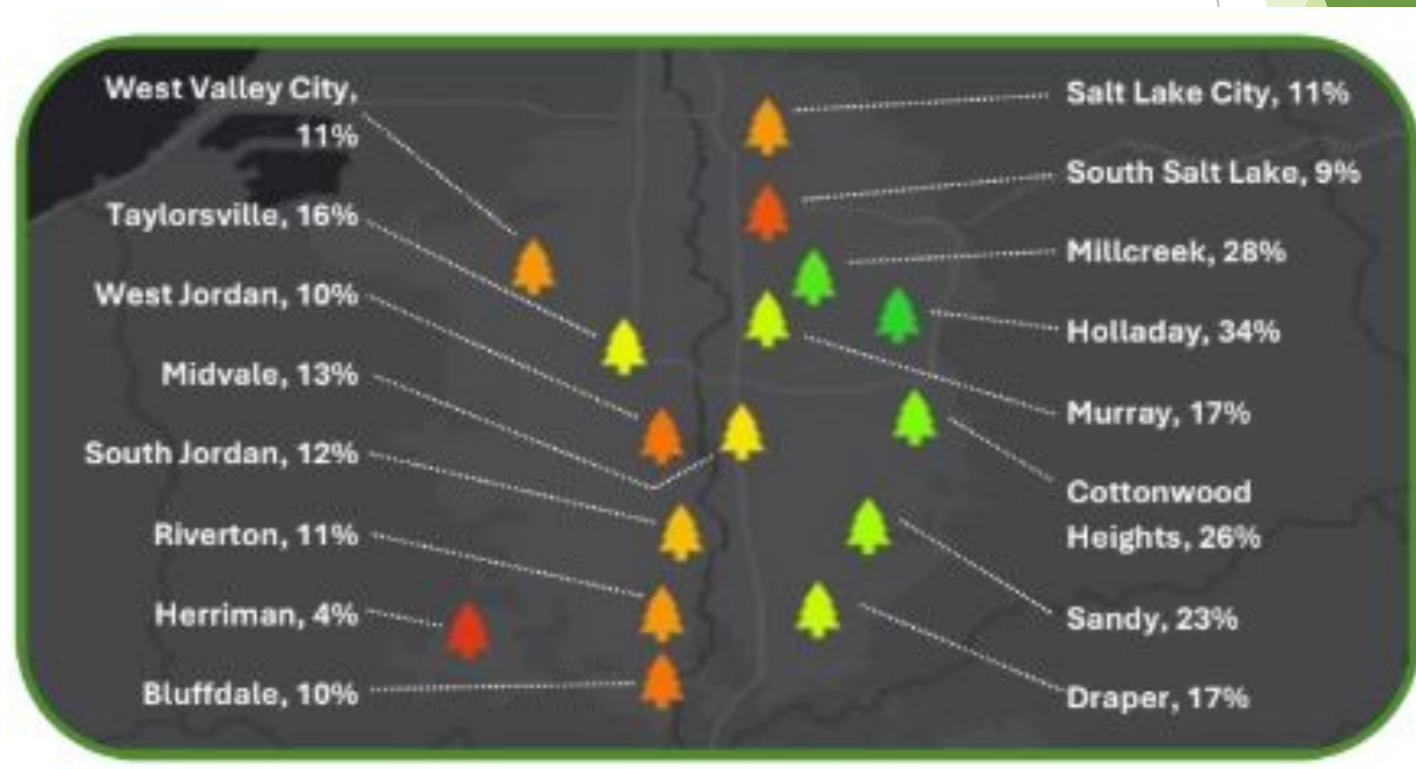 West Valley City,
11%
Taylorsville, 16%
West Jordan, 10%
Midvale, 13%
South Jordan, 12%
Riverton, 11%
Herriman, 4%
Bluffdale, 10%
Salt Lake City, 11%
South Salt Lake, 9%
Millcreek, 28%
Holladay, 34%
Murray, 17%
Cottonwood
Heights, 26%
Sandy, 23%
Draper, 17%